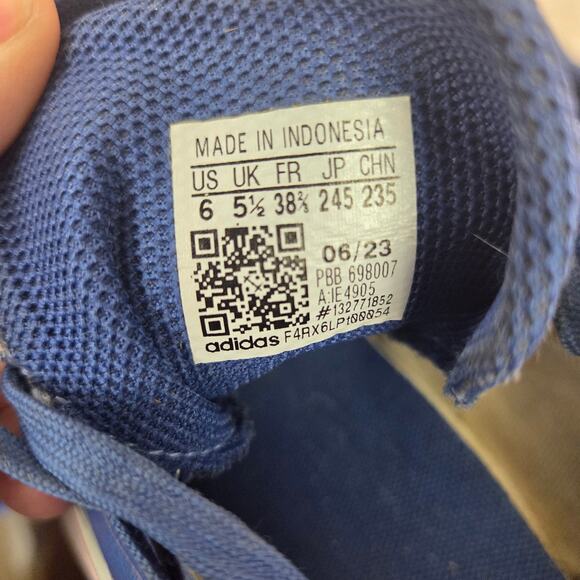 MADE IN INDONESIA
US UK FR JP CHN
6 5½ 38⅔ 245 235
06/23
PBB 698007
A:IE4905
#132771852
adidas F4RX6LP100054